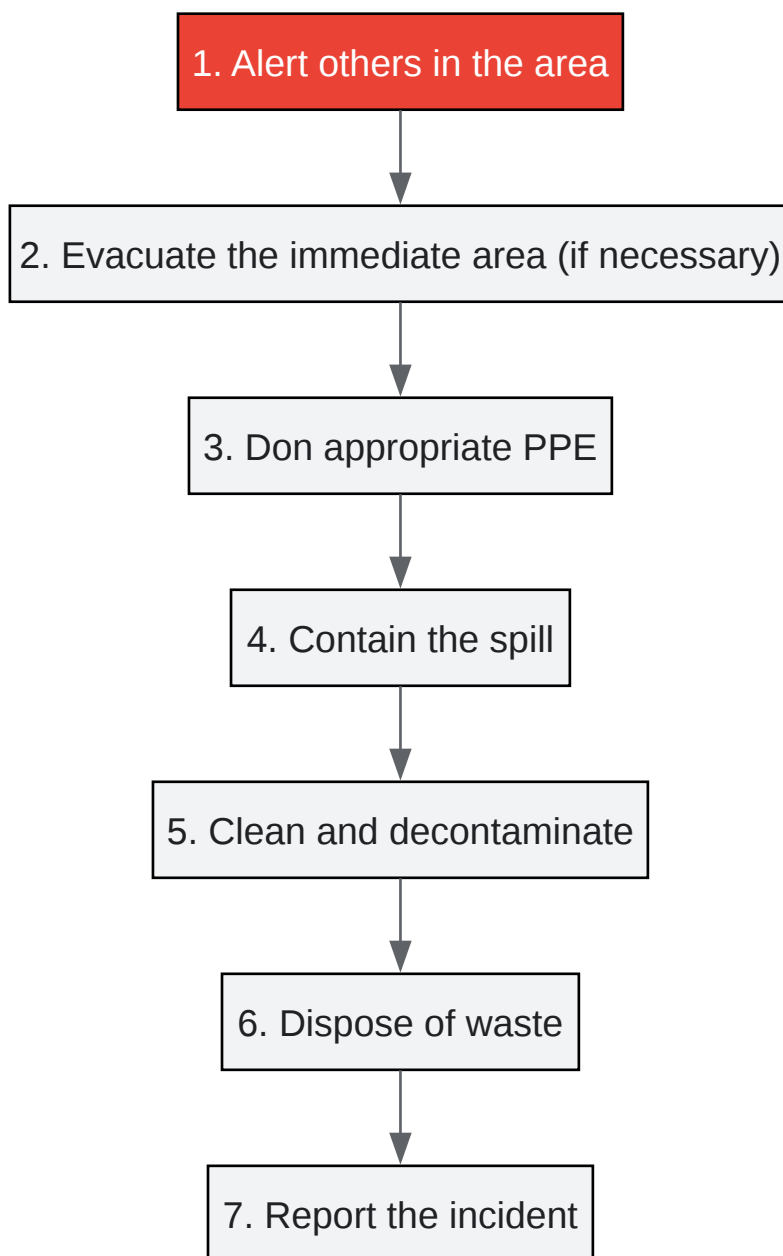 1. Alert others in the area
2. Evacuate the immediate area (if necessary)
3. Don appropriate PPE
4. Contain the spill
5. Clean and decontaminate
6. Dispose of waste
7. Report the incident